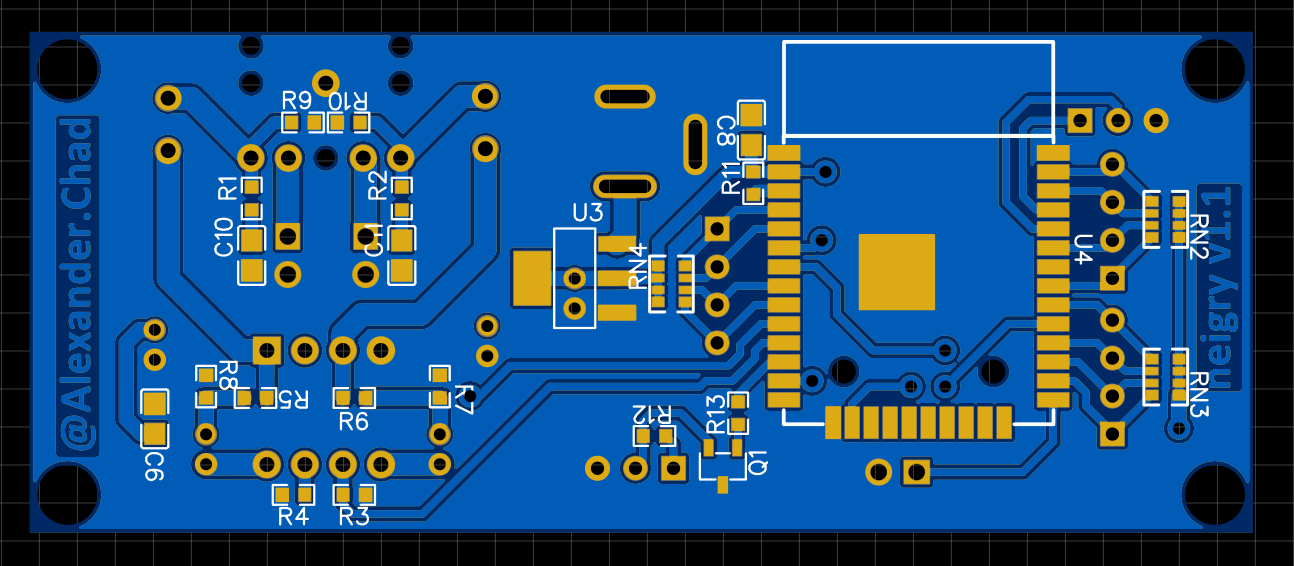 R9
R10
@Alexander.Chad
C8
R11
R1
R2
U3
C10
C11
RN4
U4
RN2
neigry v1.1
R8
R5
R6
R7
R12
R13
RN3
C6
Q1
R4
R3